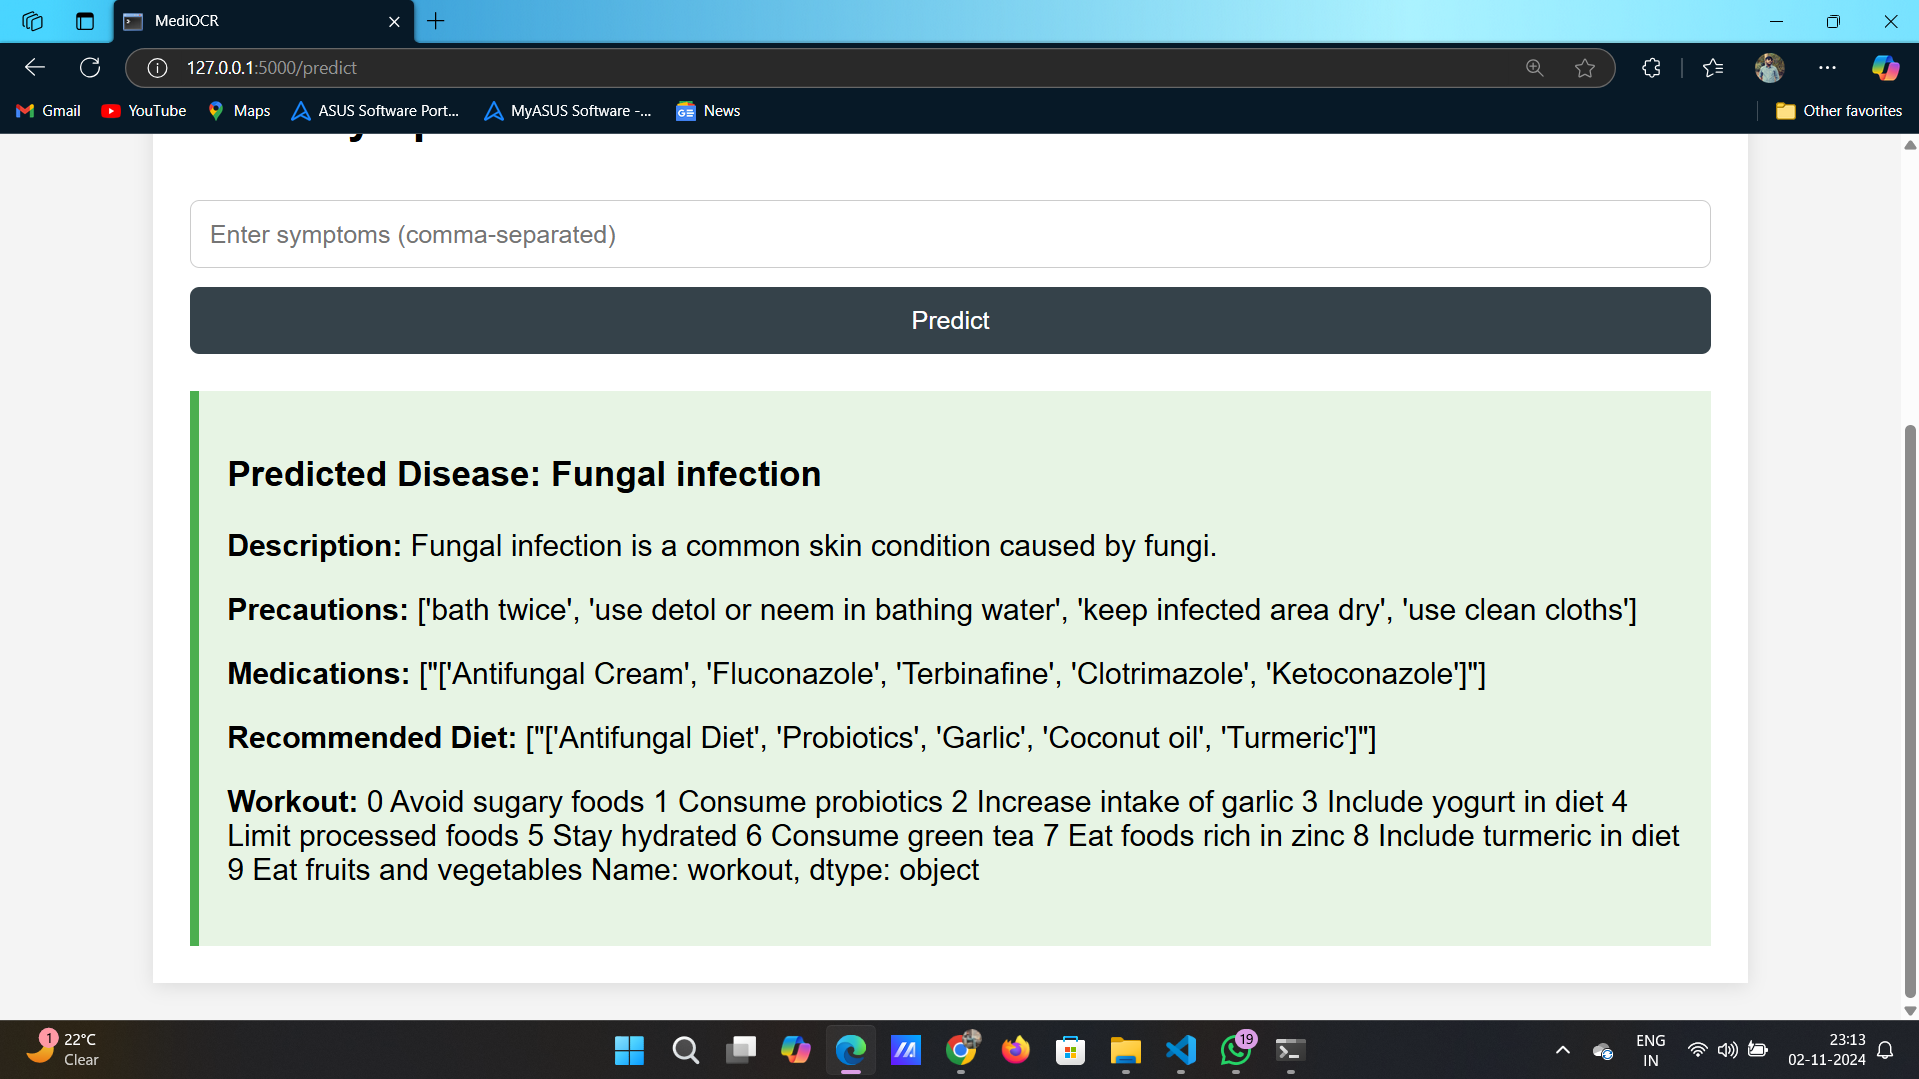 MediOCR
127.0.0.1:5000/predict
Gmail YouTube Maps ASUS Software Port... MyASUS Software -... News Other favorites
Enter symptoms (comma-separated)
Predict
Predicted Disease: Fungal infection
Description: Fungal infection is a common skin condition caused by fungi.
Precautions: ['bath twice', 'use detol or neem in bathing water', 'keep infected area dry', 'use clean cloths']
Medications: ["['Antifungal Cream', 'Fluconazole', 'Terbinafine', 'Clotrimazole', 'Ketoconazole']"]
Recommended Diet: ["['Antifungal Diet', 'Probiotics', 'Garlic', 'Coconut oil', 'Turmeric']"]
Workout: 0 Avoid sugary foods 1 Consume probiotics 2 Increase intake of garlic 3 Include yogurt in diet 4
Limit processed foods 5 Stay hydrated 6 Consume green tea 7 Eat foods rich in zinc 8 Include turmeric in diet
9 Eat fruits and vegetables Name: workout, dtype: object
1 22°C
Clear
19
ENG
IN
23:13
02-11-2024